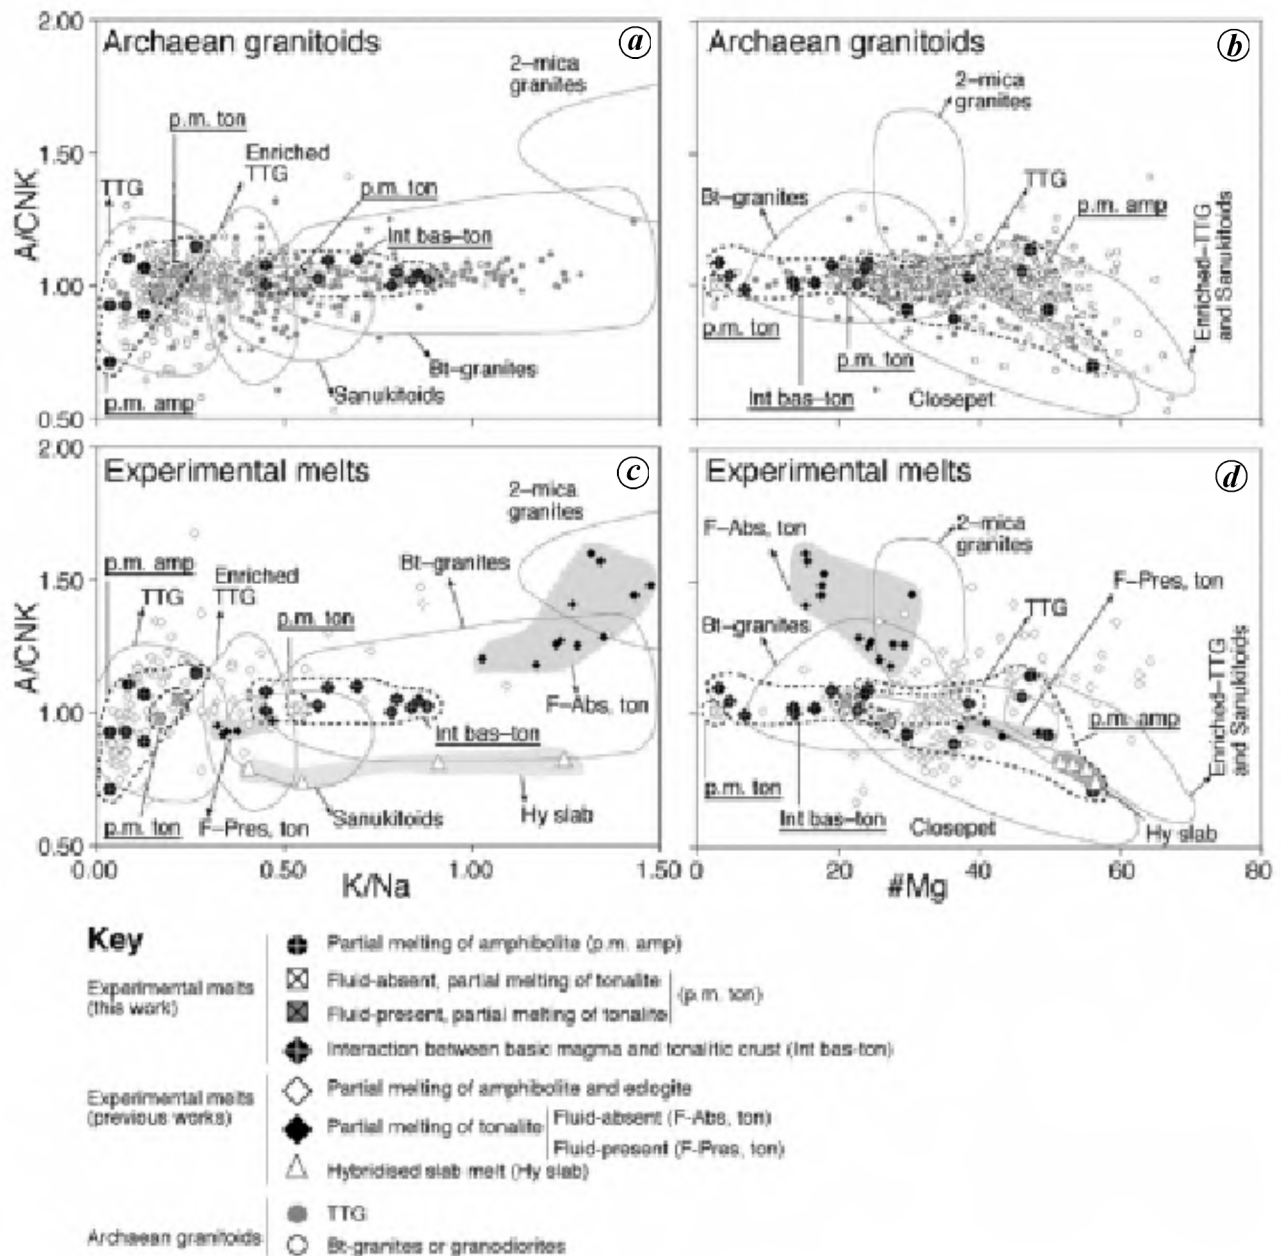 2.00
Archaean granitoids
a
2-mica
granites
p.m. ton
Enriched
TTG
TTG
p.m. ton
Int bas-ton
1.50
A/CNK
1.00
Bt-granites
Sanukitoids
p.m. amp
0.50
Archaean granitoids
b
2-mica
granites
Bt-granites
TTG
p.m. amp
p.m. ton
p.m. ton
Int bas-ton
Closepet
Enriched-TTG
and Sanukitoids
2.00
Experimental melts
c
2-mica
granites
p.m. amp
Bt-granites
Enriched
TTG
TTG
p.m. ton
1.50
A/CNK
1.00
F-Abs, ton
Int bas-ton
p.m. ton
F-Pres, ton
Sanukitoids
Hy slab
0.50
0.00
0.50
1.00
1.50
K/Na
Experimental melts
d
F-Abs, ton
2-mica
granites
F-Pres, ton
Bt-granites
TTG
p.m. amp
p.m. ton
Int bas-ton
Closepet
Hy slab
Enriched-TTG
and Sanukitoids
0
20
40
60
80
#Mg
Key
Experimental melts
(this work)
Partial melting of amphibolite (p.m. amp)
Fluid-absent, partial melting of tonalite
Fluid-present, partial melting of tonalite
(p.m. ton)
Interaction between basic magma and tonalitic crust (Int bas-ton)
Experimental melts
(previous works)
Partial melting of amphibolite and eclogite
Partial melting of tonalite
Fluid-absent (F-Abs, ton)
Fluid-present (F-Pres, ton)
Hybridised slab melt (Hy slab)
Archaean granitoids
TTG
Bt-granites or granodiorites